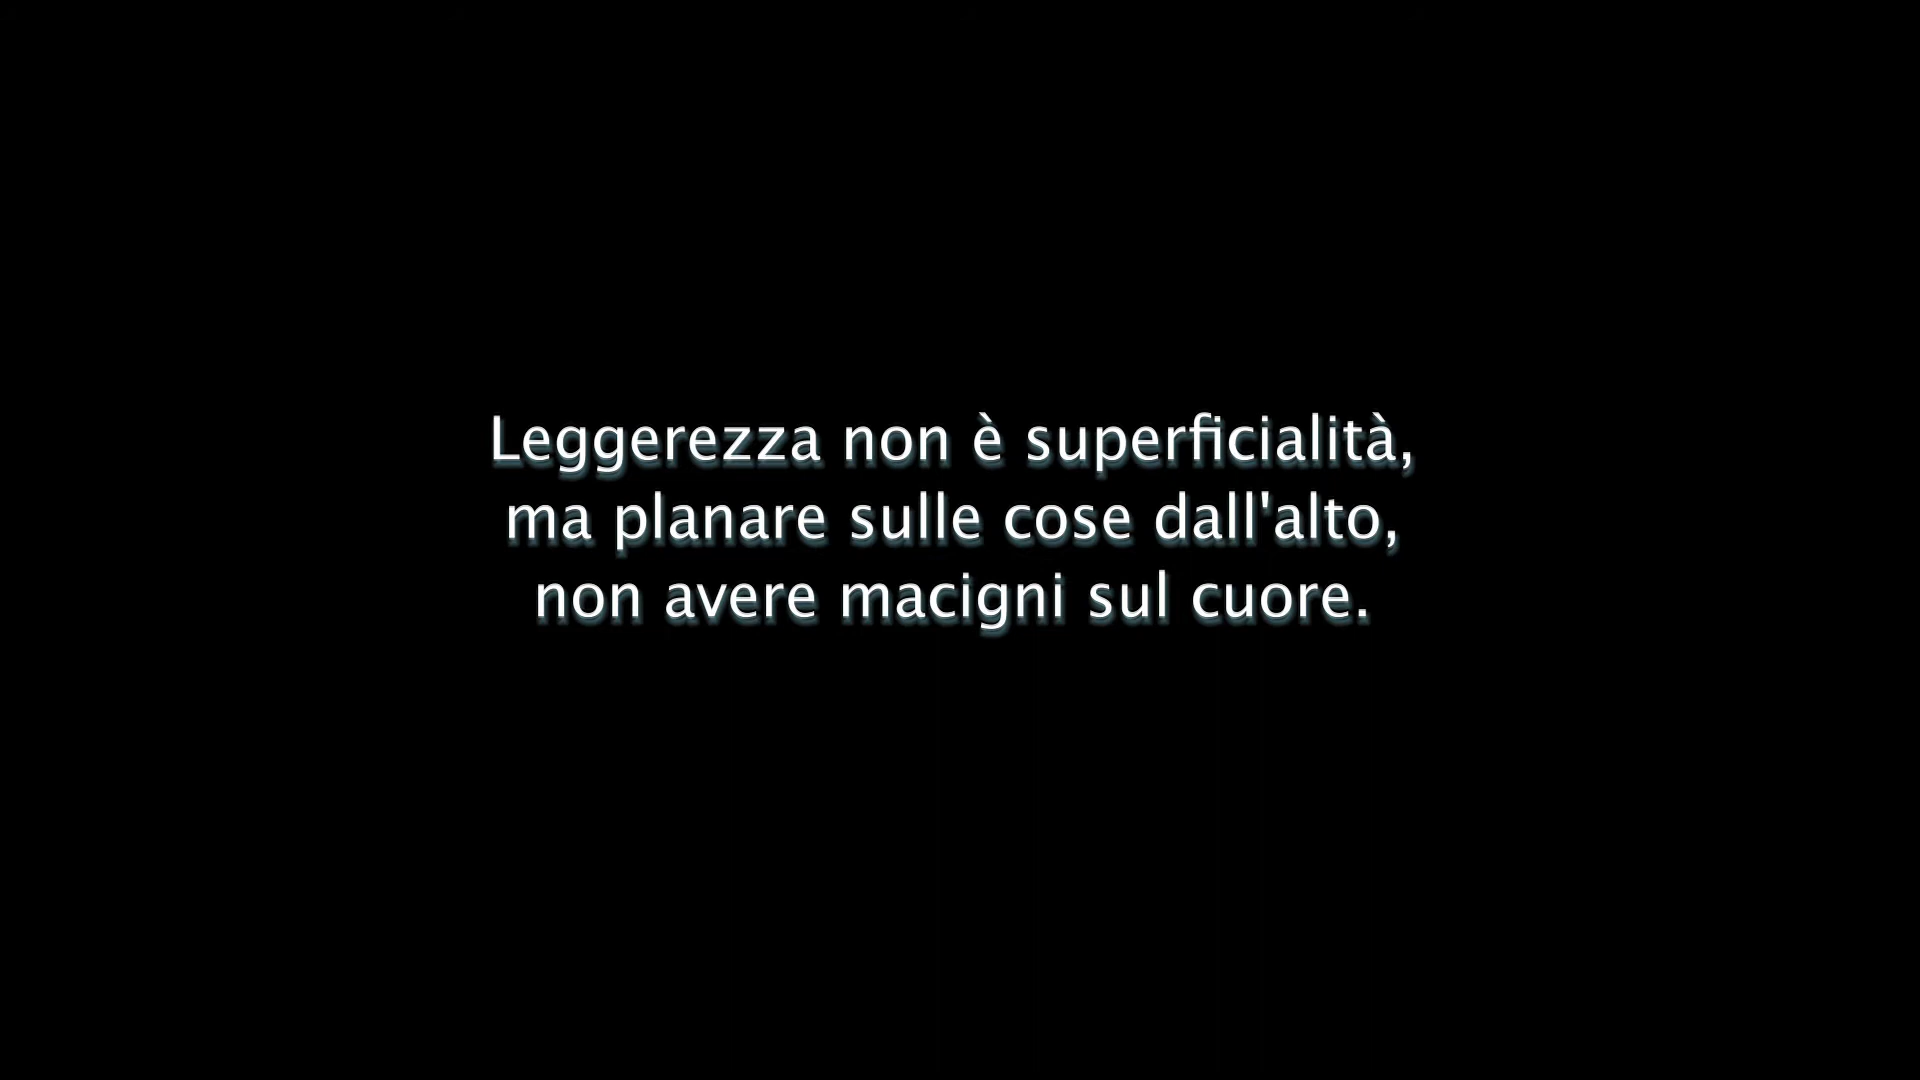 Leggerezza non è superficialità,
ma planare sulle cose dall'alto,
non avere macigni sul cuore.